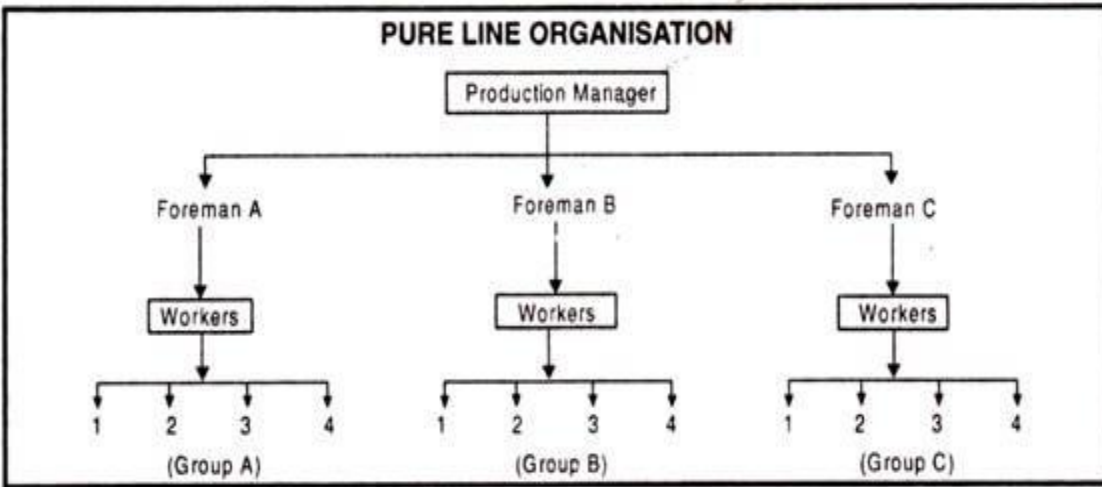 PURE LINE ORGANISATION
Production Manager
Foreman A Foreman B Foreman C
Workers Workers Workers
1 2 3 4 1 2 3 4 1 2 3 4
(Group A) (Group B) (Group C)